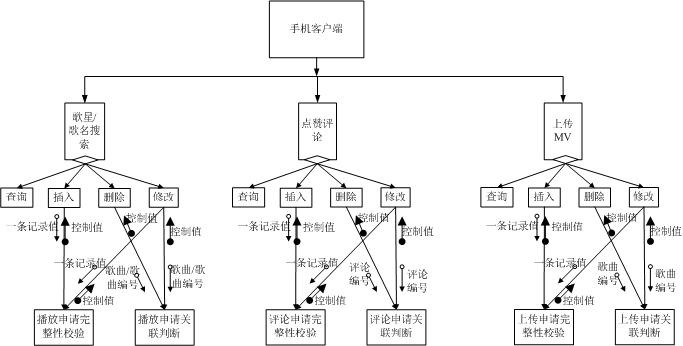 手机客户端
歌星/
歌名搜
索
点赞评
论
上传
MV
查询
插入
删除
修改
查询
插入
删除
修改
查询
插入
删除
修改
一条记录值
控制值
控制值
控制值
一条记录值
控制值
控制值
控制值
一条记录值
控制值
控制值
控制值
一条记录值
歌曲/歌
曲编号
歌曲/歌
曲编号
控制值
一条记录值
评论
编号
评论
编号
控制值
一条记录值
歌曲
编号
歌曲
编号
控制值
播放申请完
整性校验
播放申请关
联判断
评论申请完
整性校验
评论申请关
联判断
上传申请完
整性校验
上传申请关
联判断